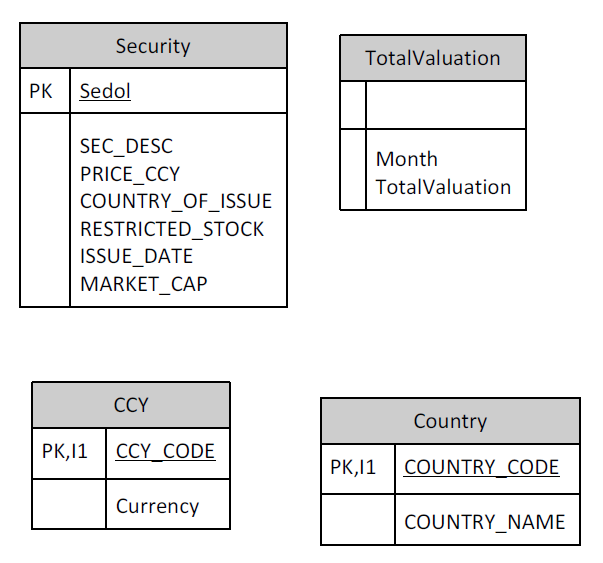 Security
PK Sedol
SEC_DESC
PRICE_CCY
COUNTRY_OF_ISSUE
RESTRICTED_STOCK
ISSUE_DATE
MARKET_CAP
TotalValuation
Month
TotalValuation
CCY
PK,I1 CCY_CODE
Currency
Country
PK,I1 COUNTRY_CODE
COUNTRY_NAME